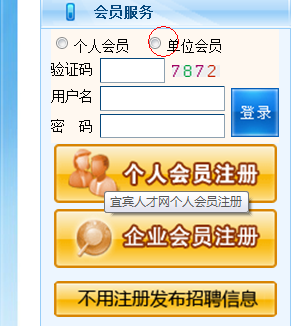 会员服务
个人会员 单位会员
验证码 7872
用户名
登录
密 码
个人会员注册
宜宾人才网个人会员注册
企业会员注册
不用注册发布招聘信息